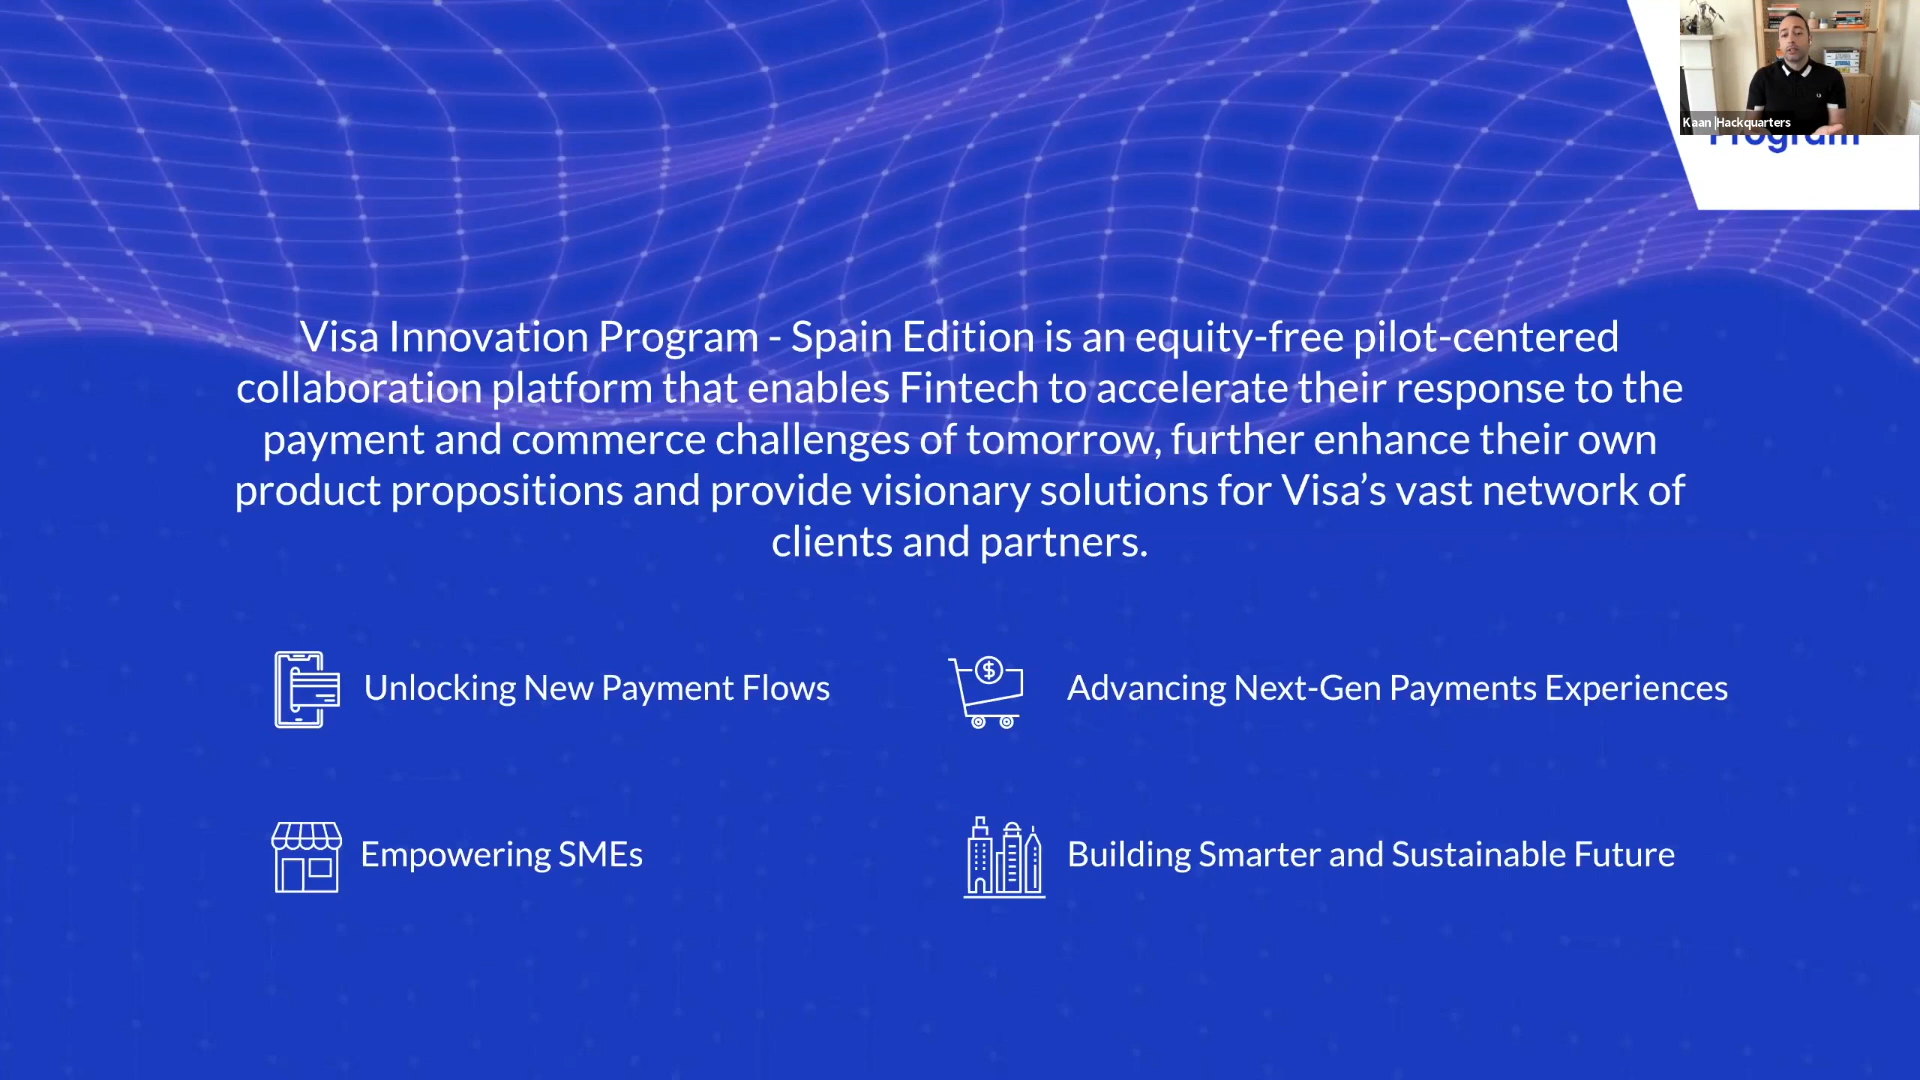 Kaan |Hackquarters
Program
Visa Innovation Program - Spain Edition is an equity-free pilot-centered
collaboration platform that enables Fintech to accelerate their response to the
payment and commerce challenges of tomorrow, further enhance their own
product propositions and provide visionary solutions for Visa’s vast network of
clients and partners.
Unlocking New Payment Flows
Advancing Next-Gen Payments Experiences
Empowering SMEs
Building Smarter and Sustainable Future